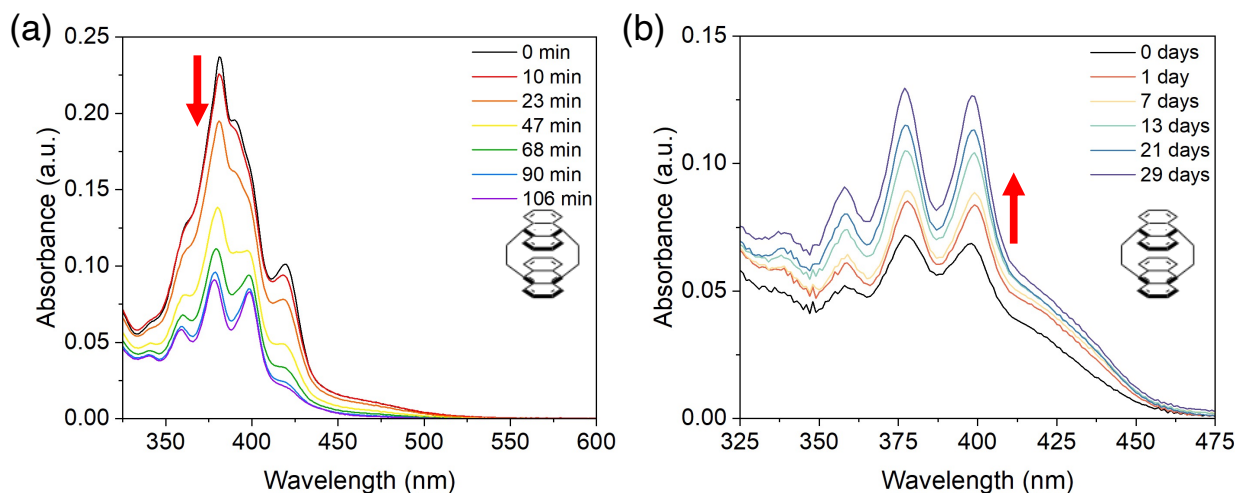 (a)
0.25
0.20
0.15
0.10
0.05
0.00
Absorbance (a.u.)
350
400
450
500
550
600
Wavelength (nm)
0 min
10 min
23 min
47 min
68 min
90 min
106 min
(b)
0.15
0.10
0.05
0.00
Absorbance (a.u.)
325
350
375
400
425
450
475
Wavelength (nm)
0 days
1 day
7 days
13 days
21 days
29 days